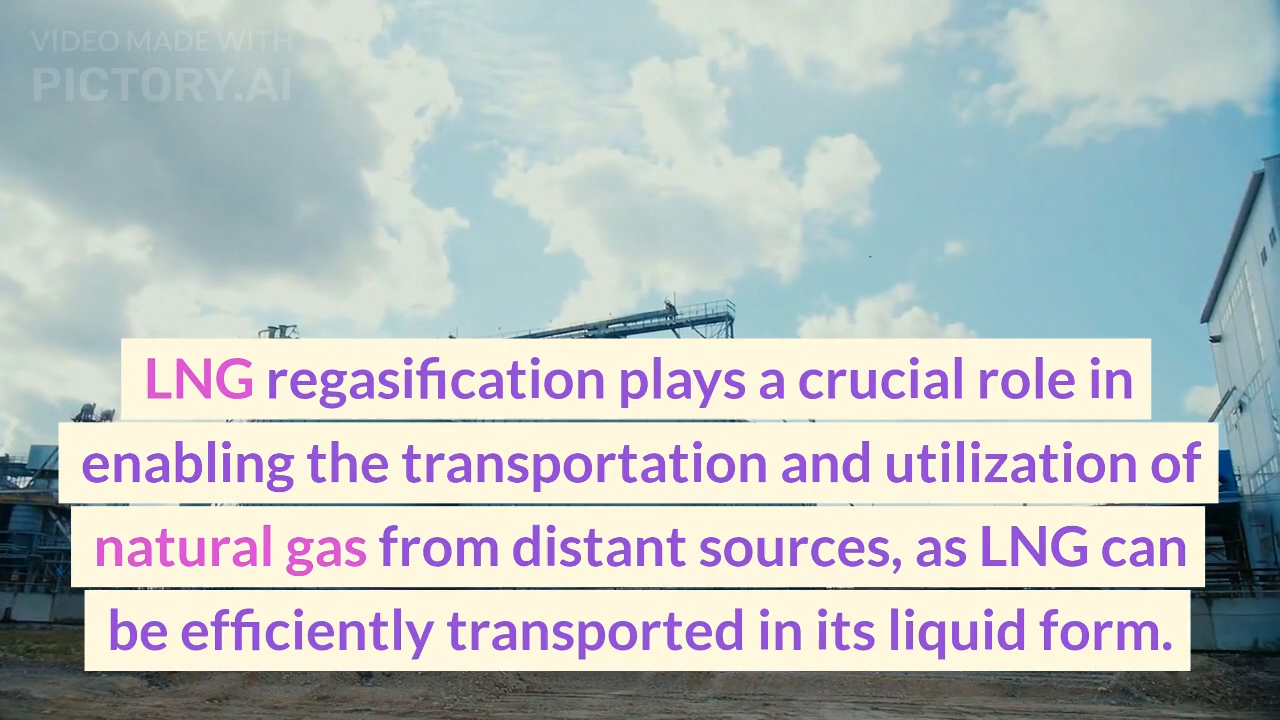 VIDEO MADE WITH
PICTORY.AI
LNG regasification plays a crucial role in
enabling the transportation and utilization of
natural gas from distant sources, as LNG can
be efficiently transported in its liquid form.